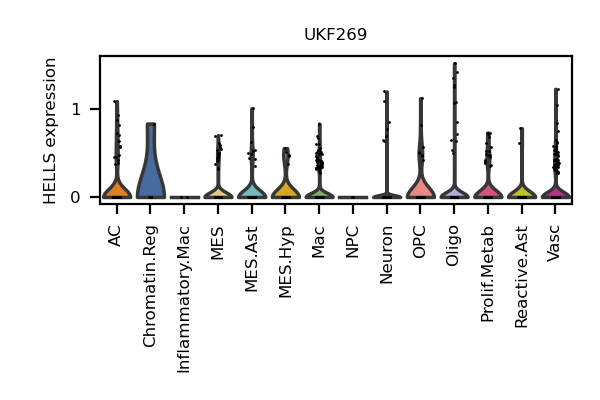 UKF269
HELLS expression
1
0
AC
Chromatin.Reg
Inflammatory.Mac
MES
MES.Ast
MES.Hyp
Mac
NPC
Neuron
OPC
Oligo
Prolif.Metab
Reactive.Ast
Vasc